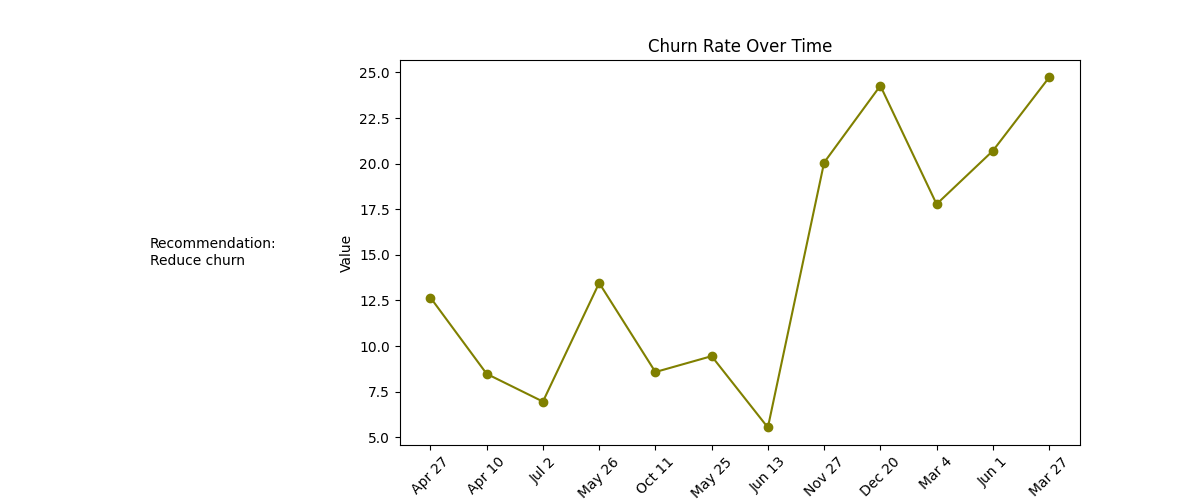 Churn Rate Over Time
Recommendation:
Reduce churn
Value
25.0
22.5
20.0
17.5
15.0
12.5
10.0
7.5
5.0
Apr 27
Apr 10
Jul 2
May 26
Oct 11
May 25
Jun 13
Nov 27
Dec 20
Mar 4
Jun 1
Mar 27